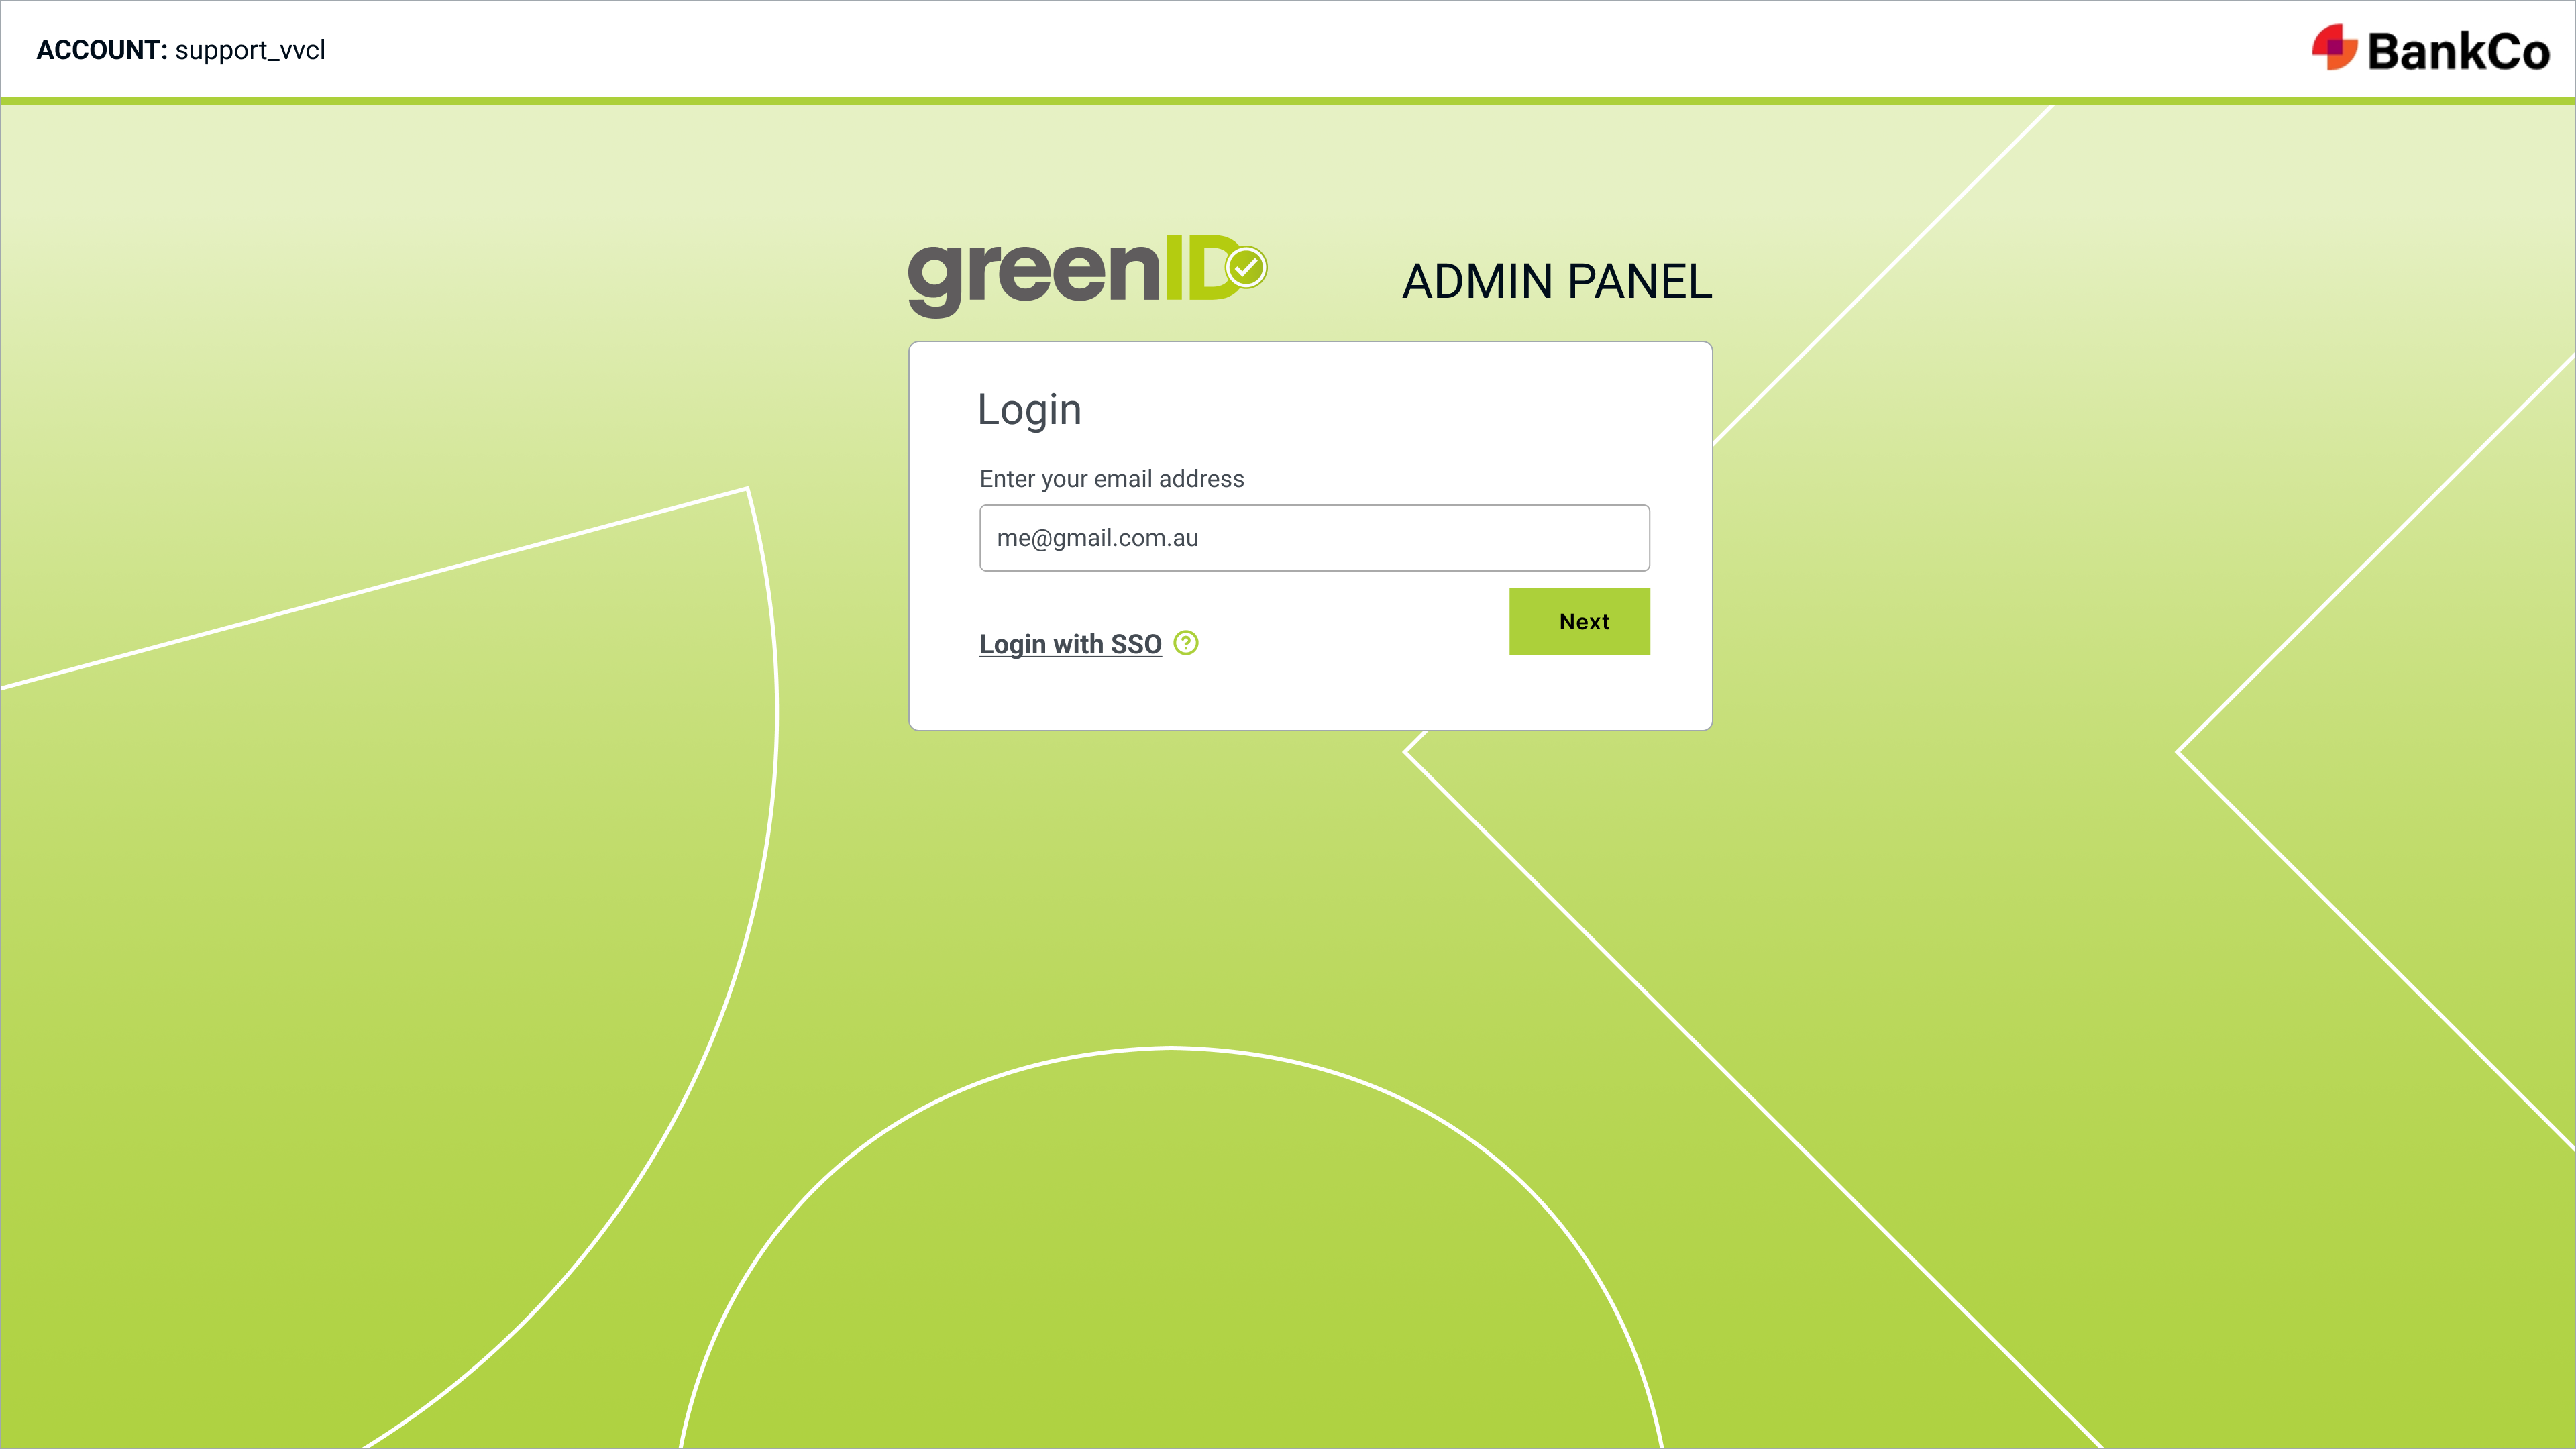 ACCOUNT: support_vvcl
BankCo
greenID
ADMIN PANEL
Login
Enter your email address
me@gmail.com.au
Next
Login with SSO ?